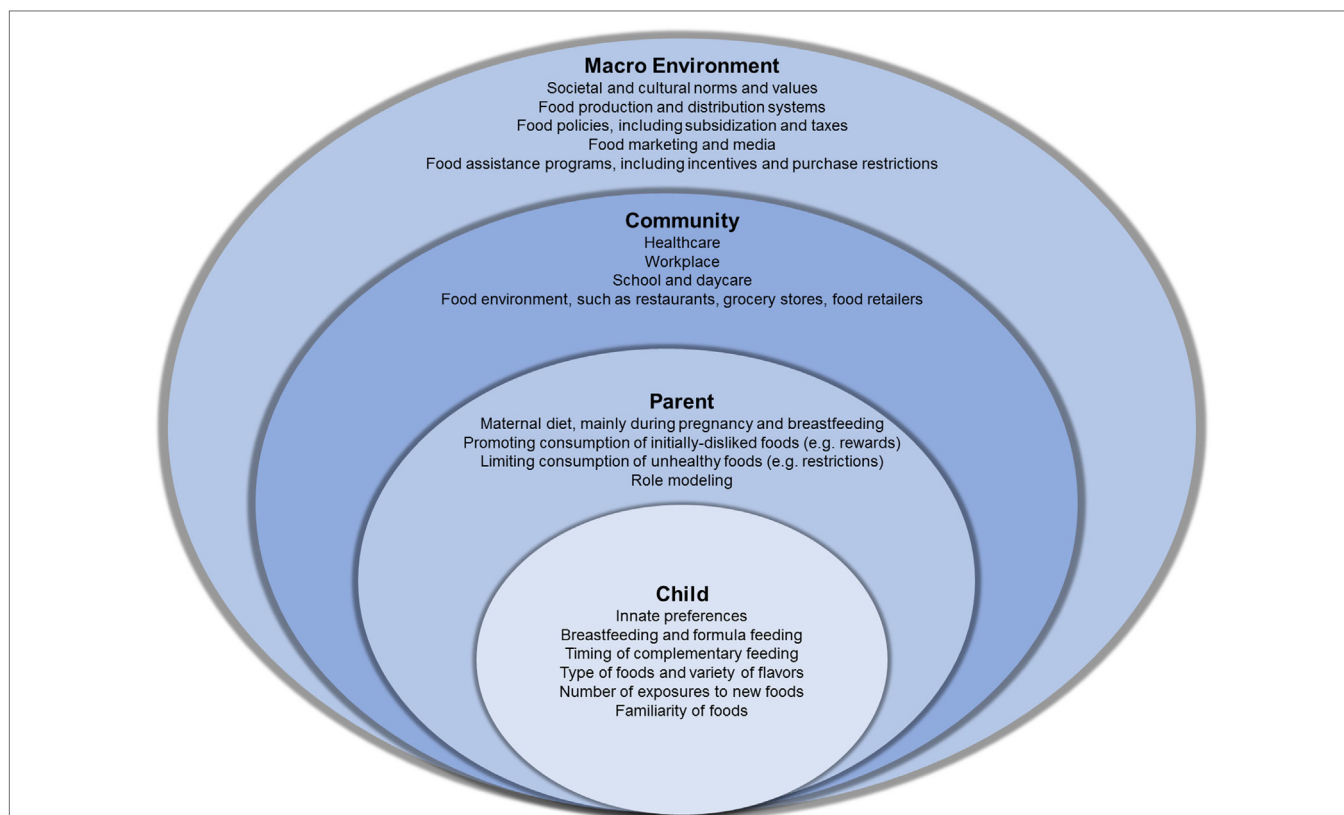 Macro Environment
Societal and cultural norms and values
Food production and distribution systems
Food policies, including subsidization and taxes
Food marketing and media
Food assistance programs, including incentives and purchase restrictions
Community
Healthcare
Workplace
School and daycare
Food environment, such as restaurants, grocery stores, food retailers
Parent
Maternal diet, mainly during pregnancy and breastfeeding
Promoting consumption of initially-disliked foods (e.g. rewards)
Limiting consumption of unhealthy foods (e.g. restrictions)
Role modeling
Child
Innate preferences
Breastfeeding and formula feeding
Timing of complementary feeding
Type of foods and variety of flavors
Number of exposures to new foods
Familiarity of foods